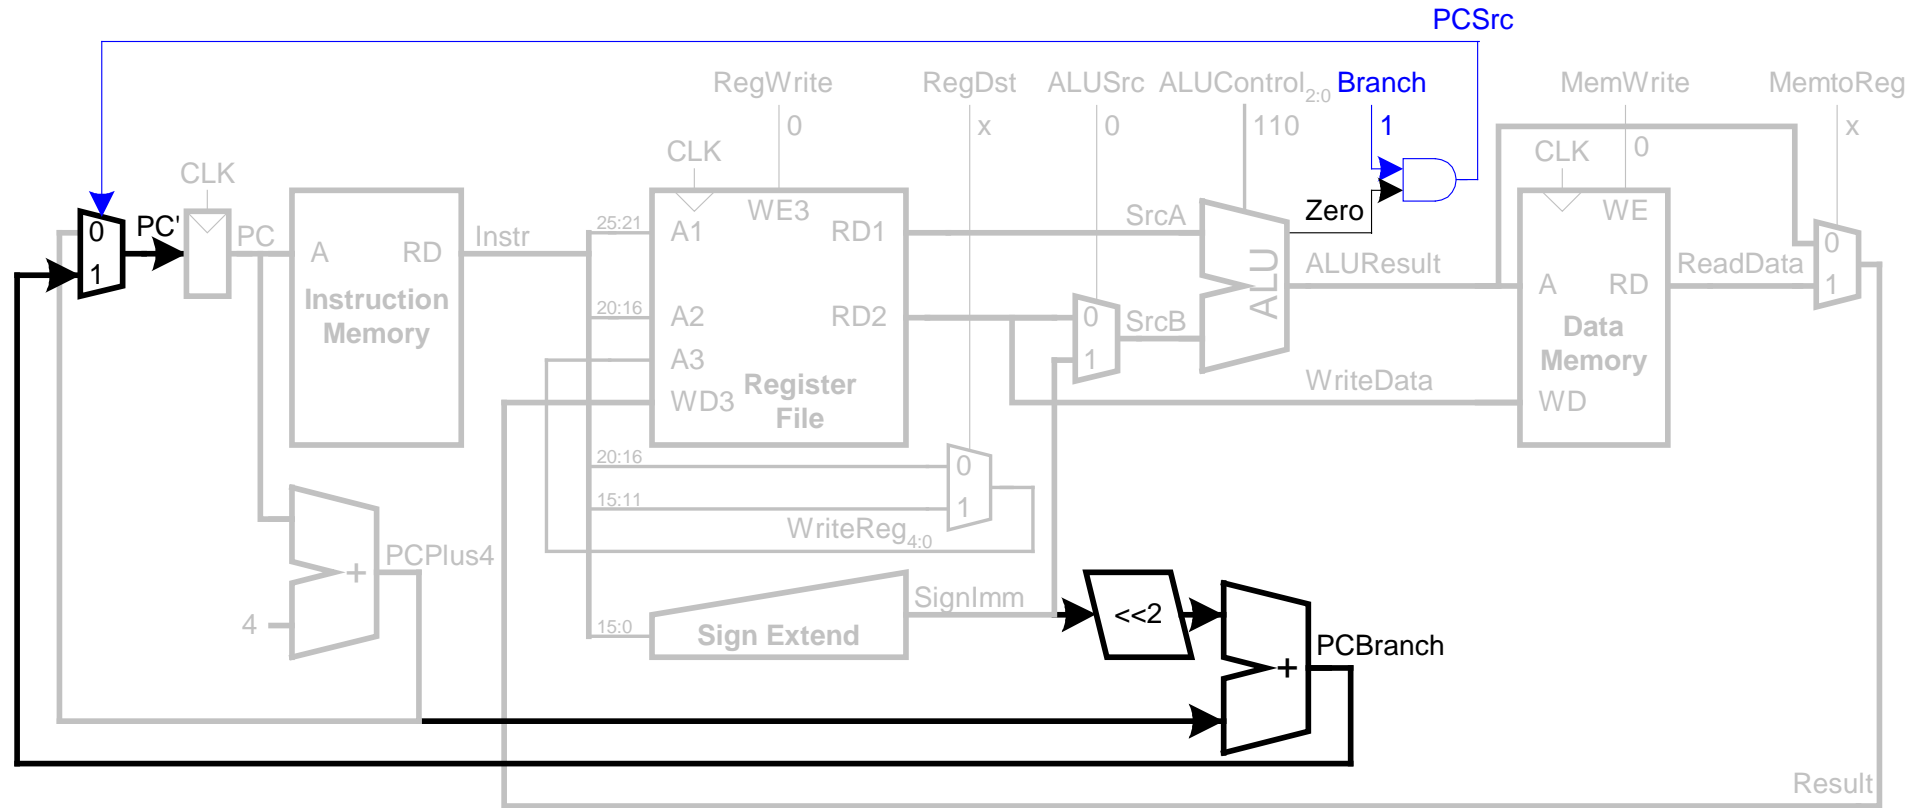 PCSrc
RegWrite
RegDst
ALUSrc
ALUControl2:0
Branch
MemWrite
MemtoReg
0
x
0
110
1
0
x
CLK
CLK
CLK
PC'
0
1
PC
A
RD
Instruction
Memory
Instr
25:21
20:16
A1
A2
A3
WD3
WE3
RD1
RD2
Register
File
SrcA
SrcB
0
1
ALU
Zero
ALUResult
WriteData
WE
A
RD
Data
Memory
WD
ReadData
0
1
20:16
15:11
0
1
WriteReg4:0
PCPlus4
+
4
15:0
Sign Extend
SignImm
<<2
+
PCBranch
Result